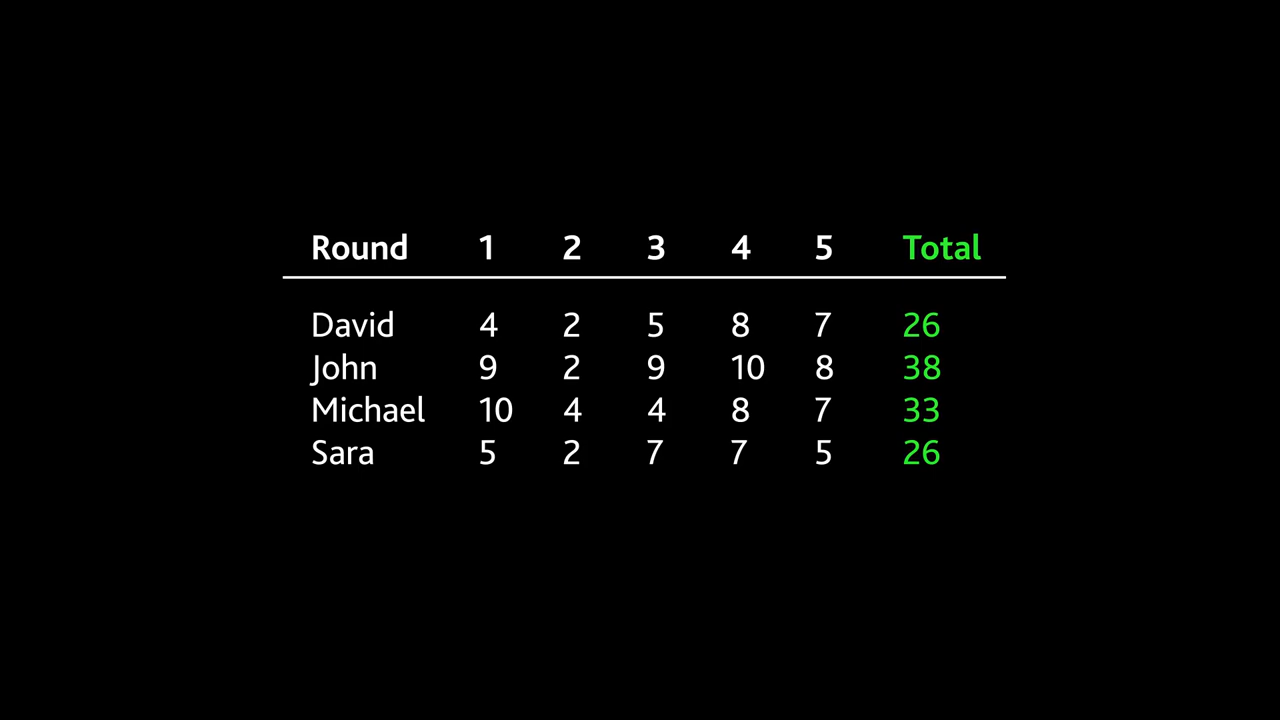 Round 1 2 3 4 5 Total
David 4 2 5 8 7 26
John 9 2 9 10 8 38
Michael 10 4 4 8 7 33
Sara 5 2 7 7 5 26